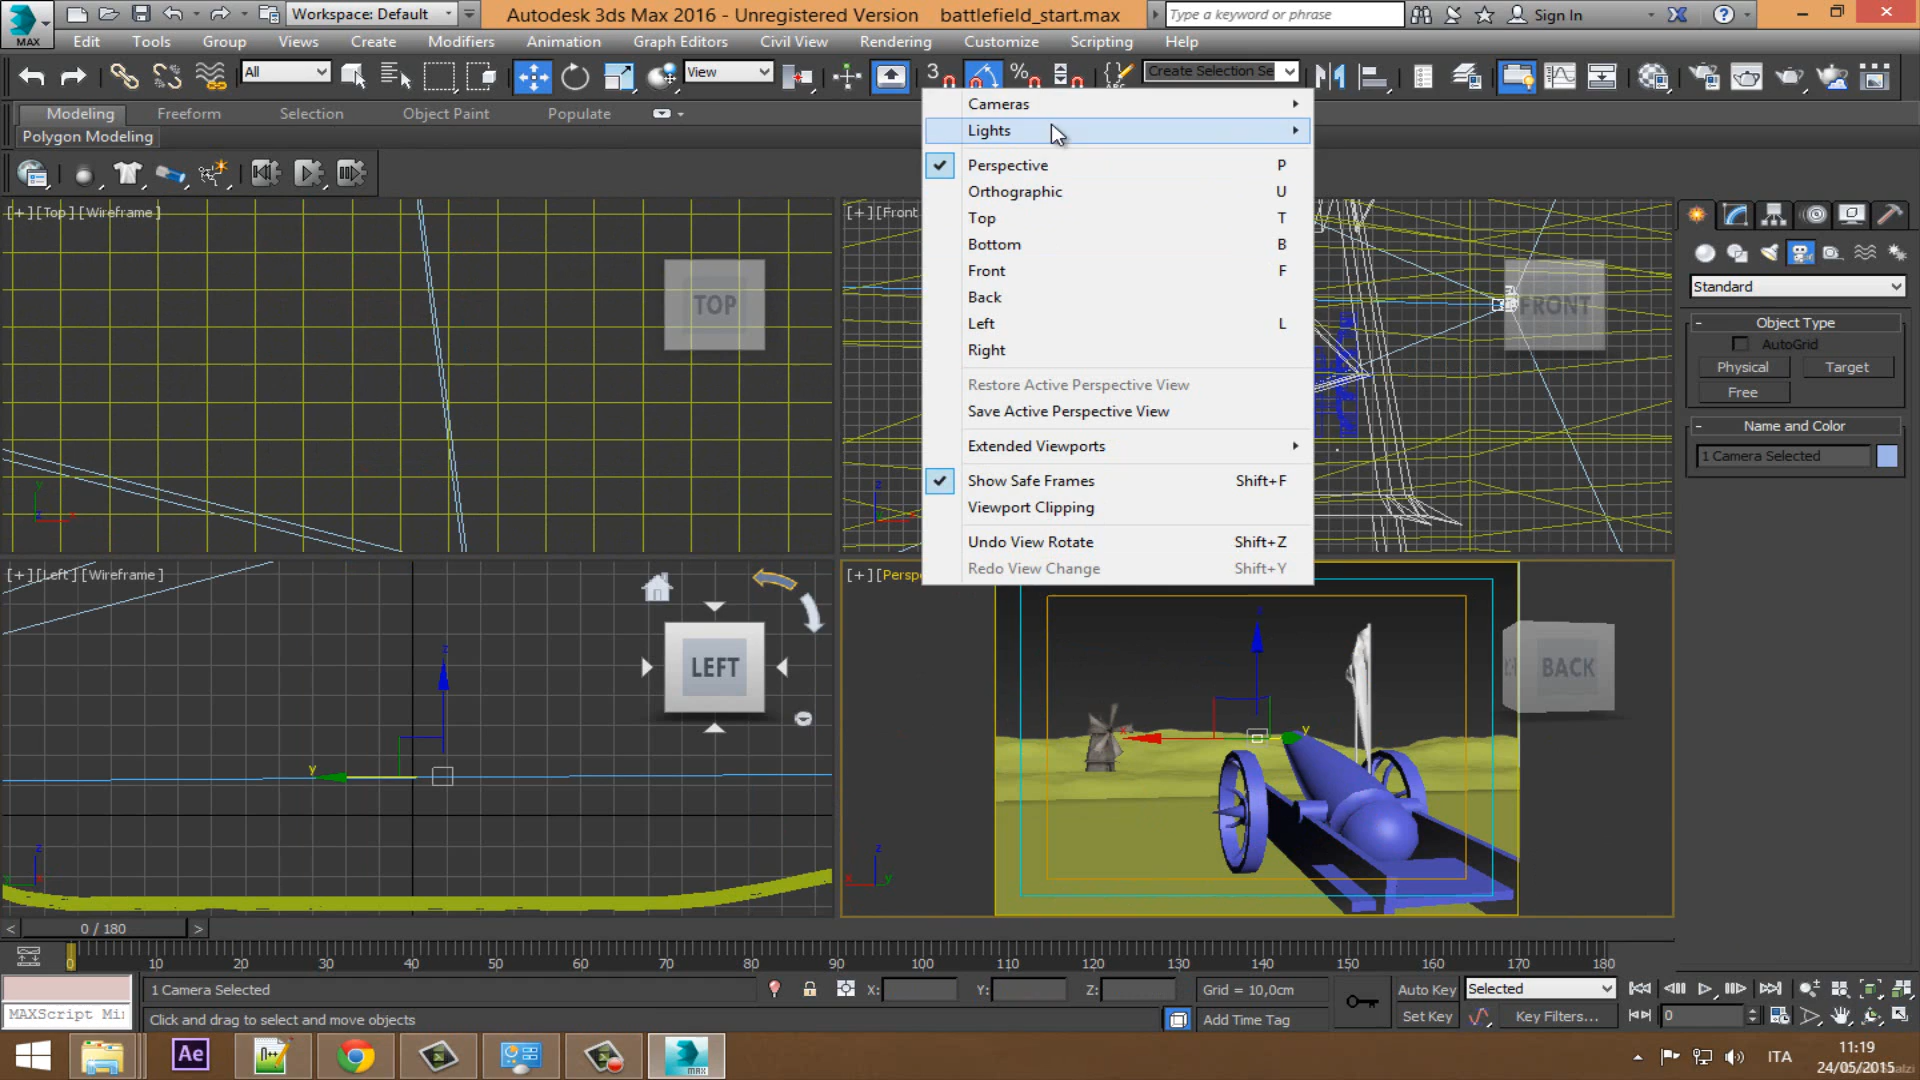 Workspace: Default
Autodesk 3ds Max 2016 - Unregistered Version battlefield_start.max
Type a keyword or phrase
Sign In
MAX
Edit Tools Group Views Create Modifiers Animation Graph Editors Civil View Rendering Customize Scripting Help
All
View
3
%
ABC
Create Selection Se
Modeling Freeform Selection Object Paint Populate
Polygon Modeling
Cameras
Lights
Perspective P
Orthographic U
Top T
Bottom B
Front F
Back
Left L
Right
Restore Active Perspective View
Save Active Perspective View
Extended Viewports
Show Safe Frames Shift+F
Viewport Clipping
Undo View Rotate Shift+Z
Redo View Change Shift+Y
[+][Top][Wireframe]
TOP
[+][Front
FRONT
[+][Left][Wireframe]
LEFT
[+][Persp
BACK
z
y
x
y
z
Standard
- Object Type
AutoGrid
Physical Target
Free
- Name and Color
1 Camera Selected
< 0 / 180 >
0 10 20 30 40 50 60 70 80 90 100 110 120 130 140 150 160 170 180
1 Camera Selected
X: Y: Z:
Grid = 10,0cm
Auto Key
Selected
MAXScript Mi
Click and drag to select and move objects
Add Time Tag
Set Key
Key Filters...
0
Ae
n++
MAX
ITA
11:19
24/05/2015